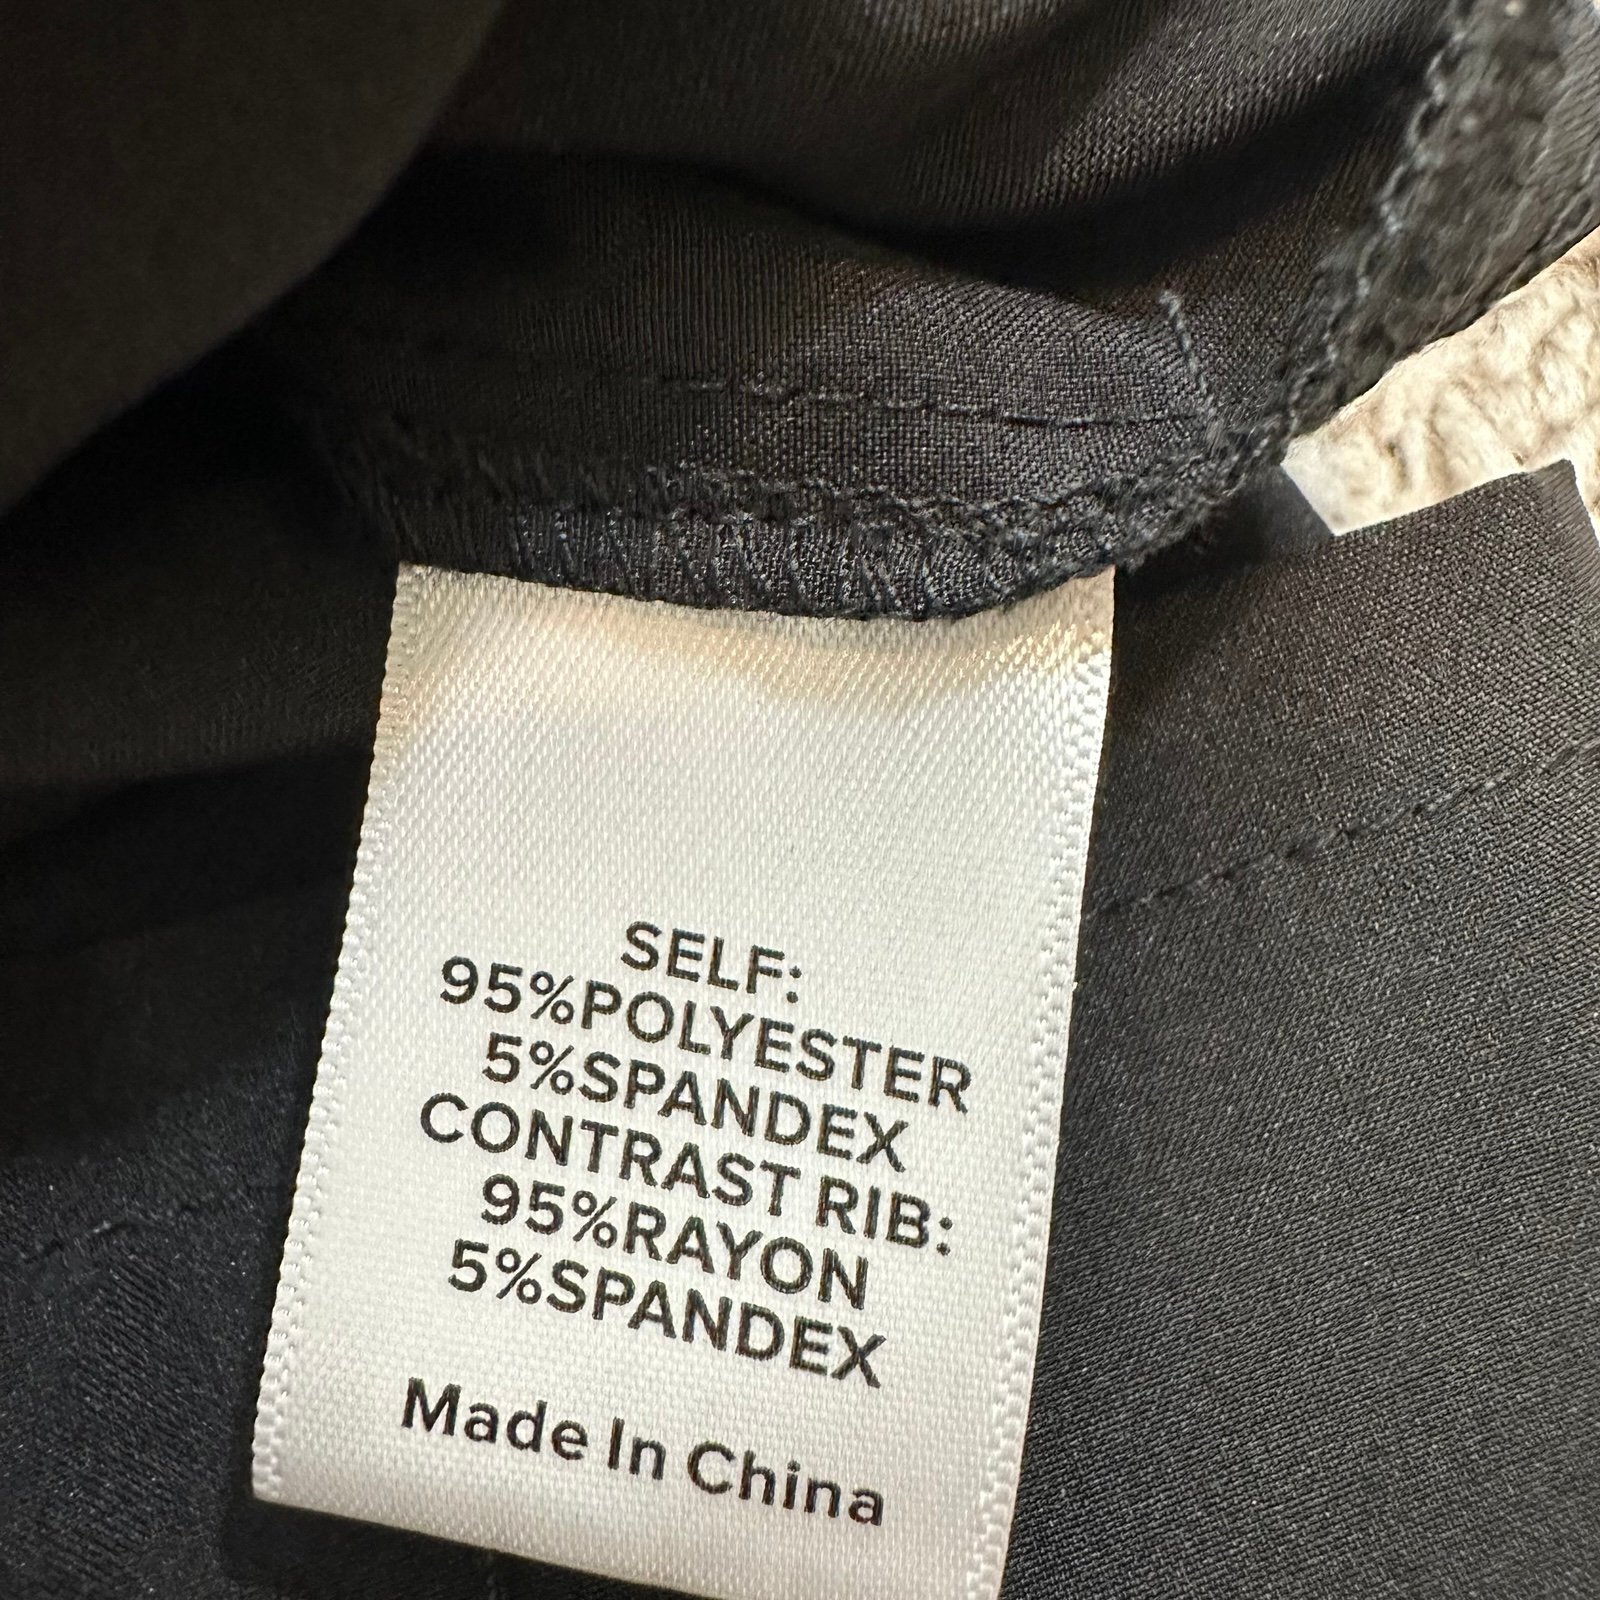 SELF:
95%POLYESTER
5%SPANDEX
CONTRAST RIB:
95%RAYON
5%SPANDEX
Made In China